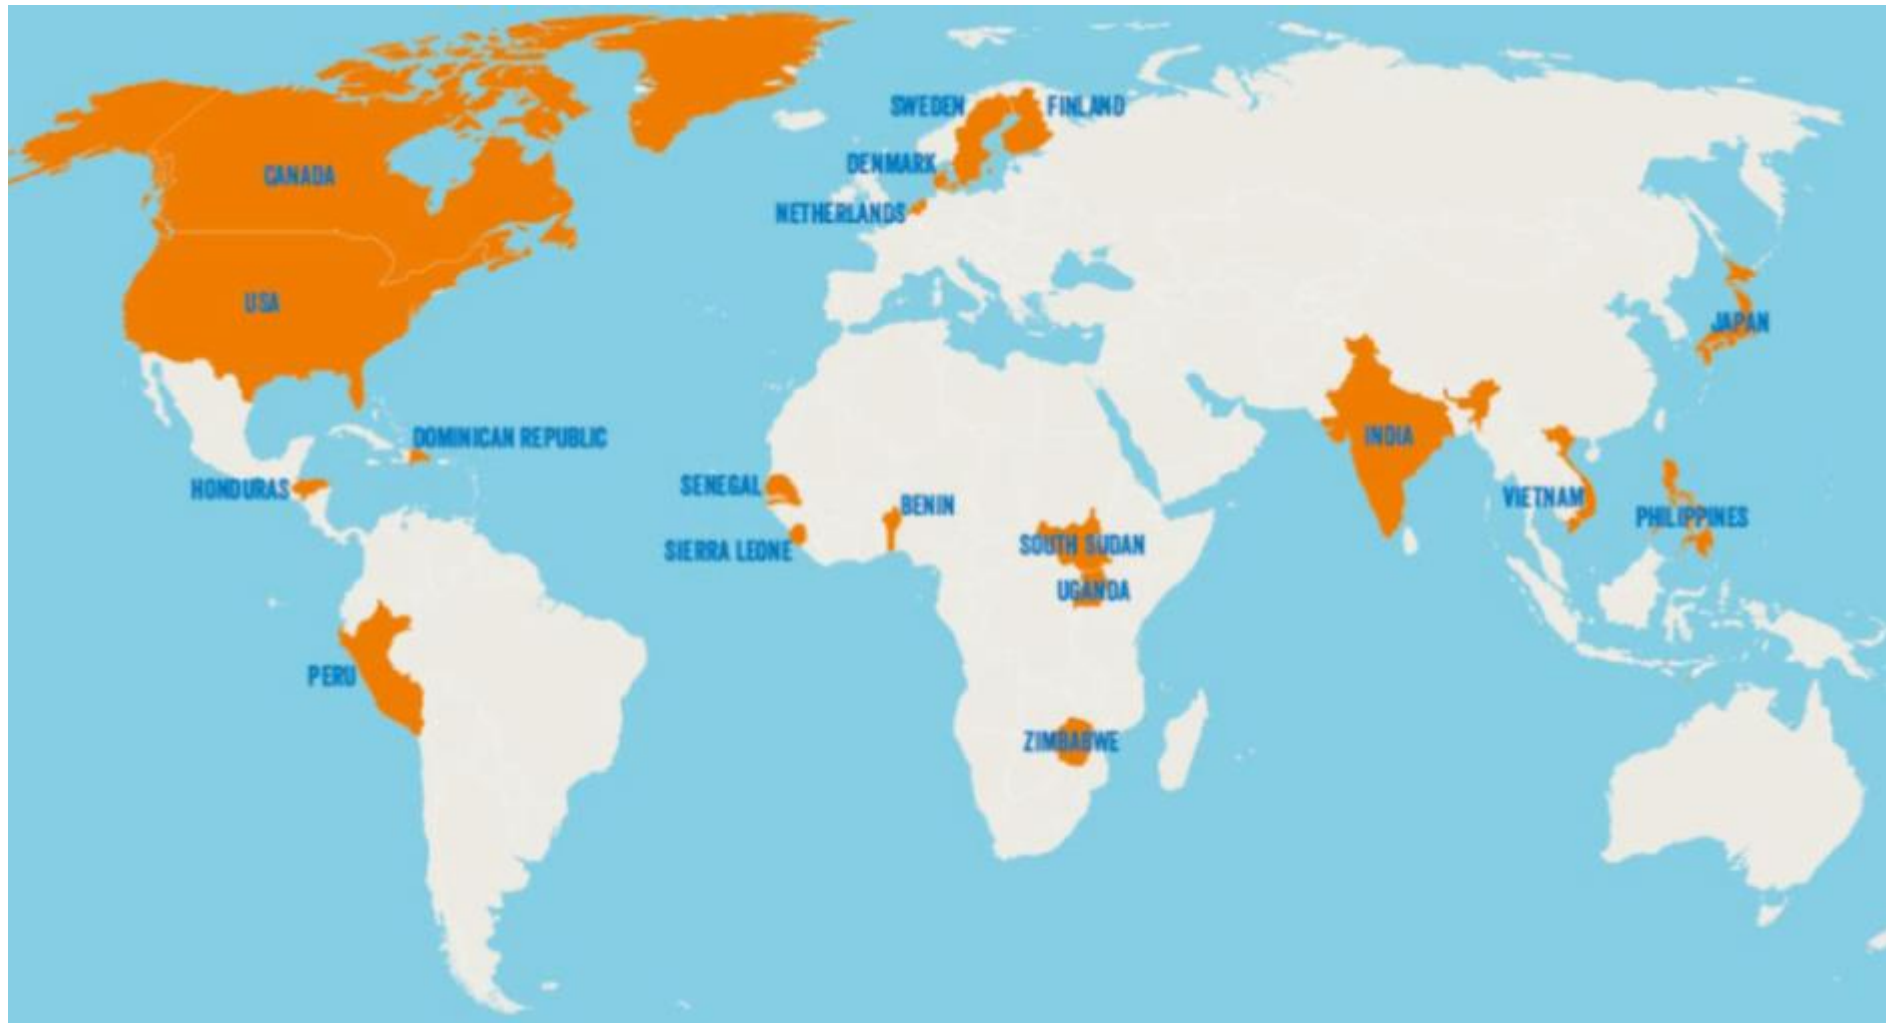 SWEDEN
FINLAND
DENMARK
CANADA
NETHERLANDS
USA
JAPAN
DOMINICAN REPUBLIC
INDIA
HONDURAS
SENEGAL
BENIN
VIETNAM
PHILIPPINES
SIERRA LEONE
SOUTH SUDAN
UGANDA
PERU
ZIMBABWE